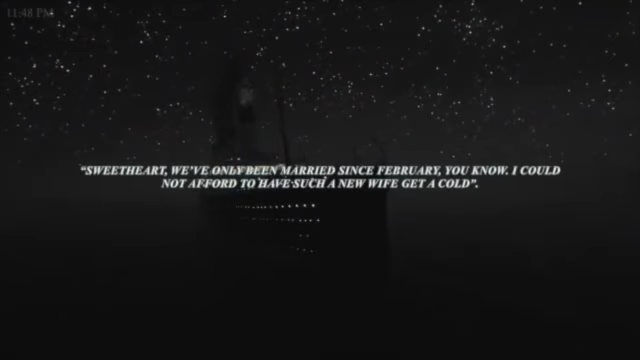 11:48 PM
“SWEETHEART, WE’VE ONLY BEEN MARRIED SINCE FEBRUARY, YOU KNOW. I COULD
NOT AFFORD TO HAVE SUCH A NEW WIFE GET A COLD”.